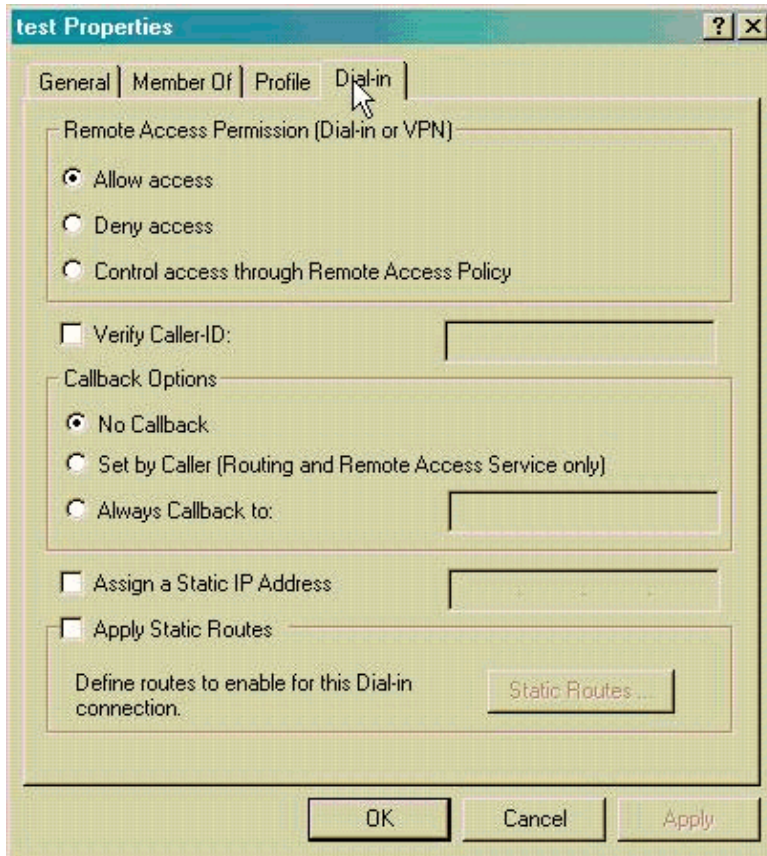 test Properties
General
Member Of
Profile
Dial-in
Remote Access Permission (Dial-in or VPN)
Allow access
Deny access
Control access through Remote Access Policy
Verify Caller-ID:
Callback Options
No Callback
Set by Caller (Routing and Remote Access Service only)
Always Callback to:
Assign a Static IP Address
Apply Static Routes
Define routes to enable for this Dial-in
connection.
Static Routes ...
OK
Cancel
Apply